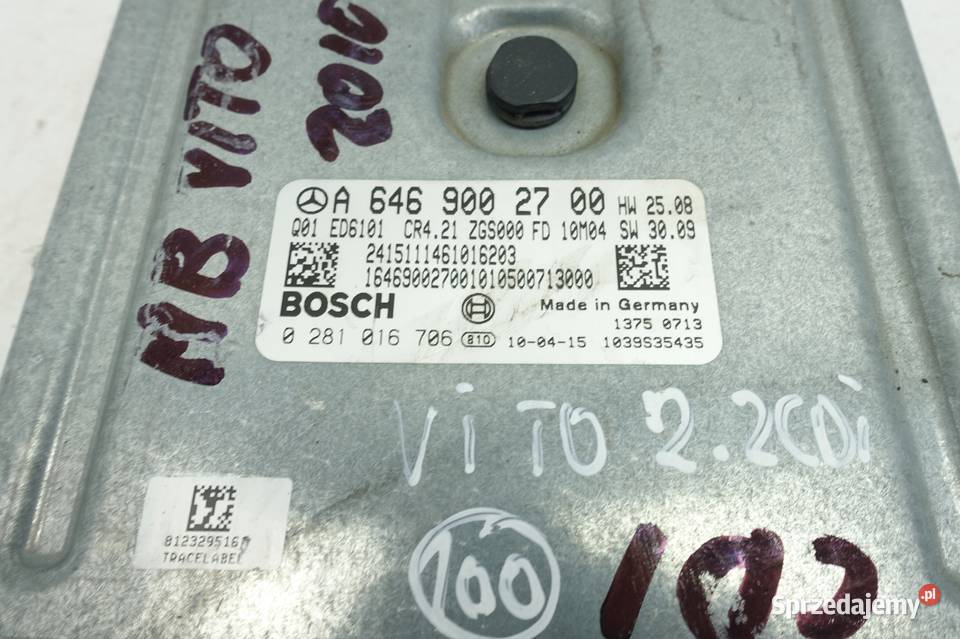 MB VITO
2010
A 646 900 27 00 HW 25.08
Q01 ED6101 CR4.21 ZGS000 FD 10M04 SW 30.09
2415111461016203
164690027001010500713000
BOSCH
Made in Germany
1375 0713
0 281 016 706 810 10-04-15 1039S35435
ViTO 2.2CDi
TRACELABEL
100
102
Sprzedajemy.pl